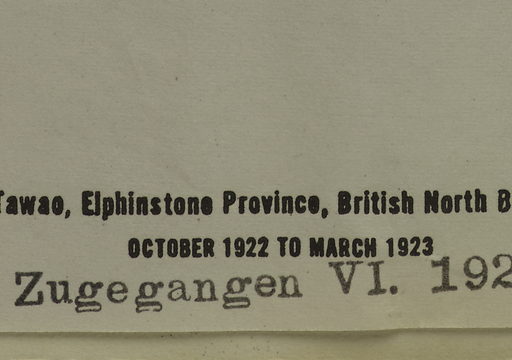 Tawao, Elphinstone Province, British North B
OCTOBER 1922 TO MARCH 1923
Zugegangen VI. 192